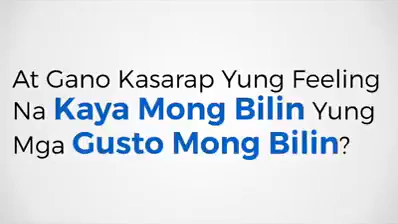 At Gano Kasarap Yung Feeling
Na Kaya Mong Bilin Yung
Mga Gusto Mong Bilin?